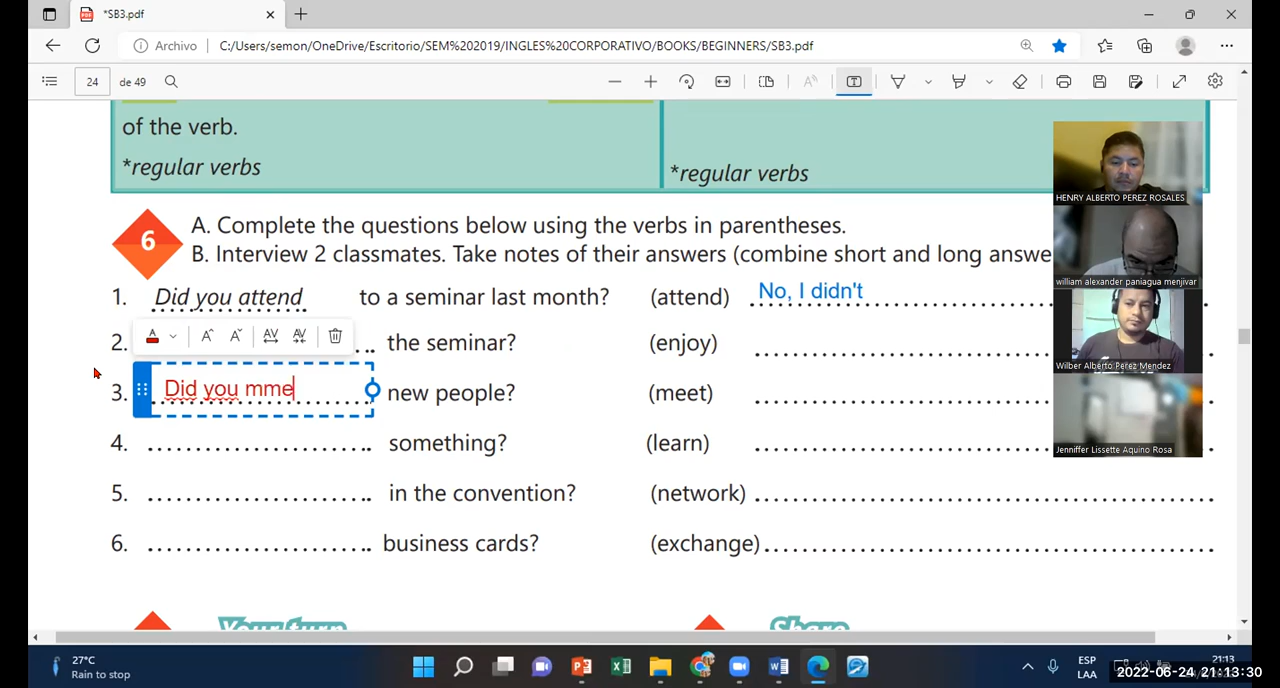 *SB3.pdf
Archivo C:/Users/semon/OneDrive/Escritorio/SEM%202019/INGLES%20CORPORATIVO/BOOKS/BEGINNERS/SB3.pdf
24 de 49
of the verb.
*regular verbs
*regular verbs
HENRY ALBERTO PEREZ ROSALES
6 A. Complete the questions below using the verbs in parentheses.
B. Interview 2 classmates. Take notes of their answers (combine short and long answe
william alexander paniagua menjivar
1. Did you attend to a seminar last month? (attend) No, I didn't
2. the seminar? (enjoy)
Wilber Alberto Perez Mendez
3. Did you mme new people? (meet)
4. something? (learn)
Jenniffer Lissette Aquino Rosa
5. in the convention? (network)
6. business cards? (exchange)
Your turn Share
27°C
Rain to stop
ESP
LAA
21:13
2022-06-24 21:13:30